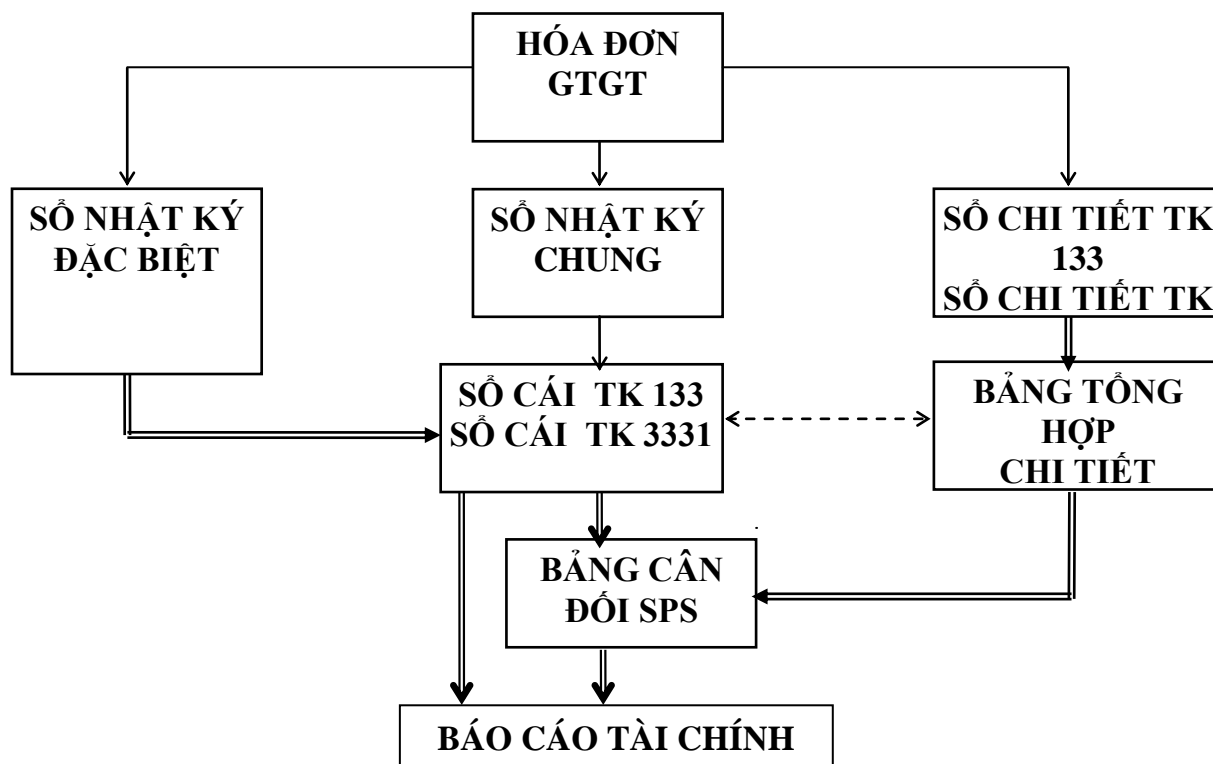 HÓA ĐƠN
GTGT
SỔ NHẬT KÝ
ĐẶC BIỆT
SỔ NHẬT KÝ
CHUNG
SỔ CHI TIẾT TK
133
SỔ CHI TIẾT TK
SỔ CÁI TK 133
SỔ CÁI TK 3331
BẢNG TỔNG
HỢP
CHI TIẾT
BẢNG CÂN
ĐỐI SPS
BÁO CÁO TÀI CHÍNH